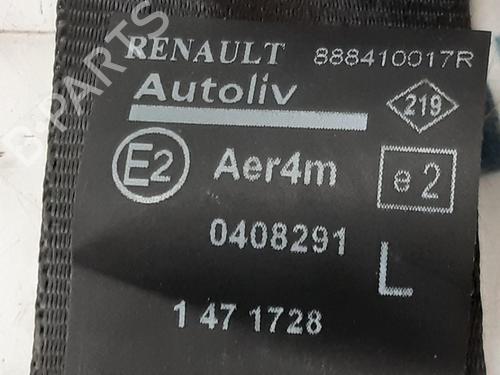 RENAULT 888410017R
Autoliv 219
E2 Aer4m e 2
0408291 L
1 47 1728
B-PARTS